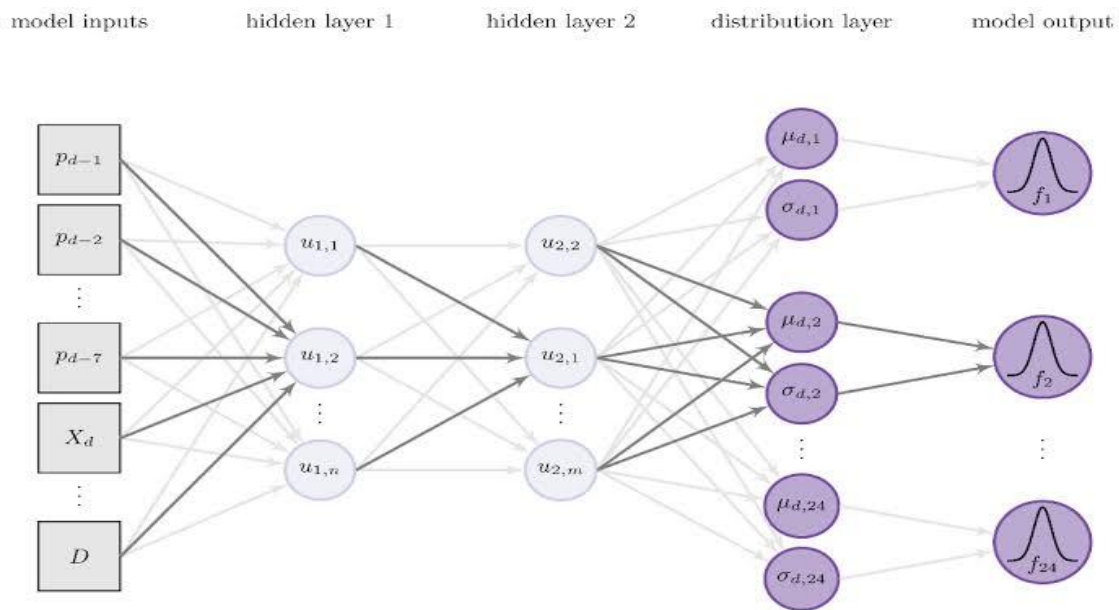 model inputs
hidden layer 1
hidden layer 2
distribution layer
model output
p_{d−1}
p_{d−2}
⋮
p_{d−7}
X_d
⋮
D
u_{1,1}
u_{1,2}
⋮
u_{1,n}
u_{2,2}
u_{2,1}
⋮
u_{2,m}
μ_{d,1}
σ_{d,1}
μ_{d,2}
σ_{d,2}
⋮
μ_{d,24}
σ_{d,24}
f_1
f_2
⋮
f_{24}